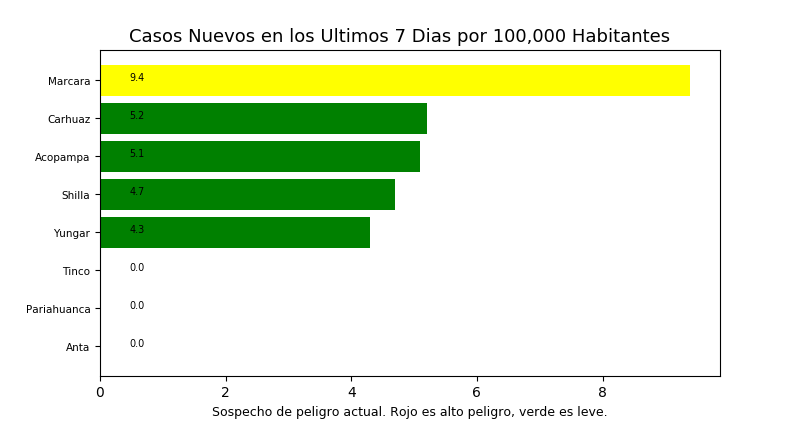 Casos Nuevos en los Ultimos 7 Dias por 100,000 Habitantes
Marcara 9.4
Carhuaz 5.2
Acopampa 5.1
Shilla 4.7
Yungar 4.3
Tinco 0.0
Pariahuanca 0.0
Anta 0.0
0 2 4 6 8
Sospecho de peligro actual. Rojo es alto peligro, verde es leve.